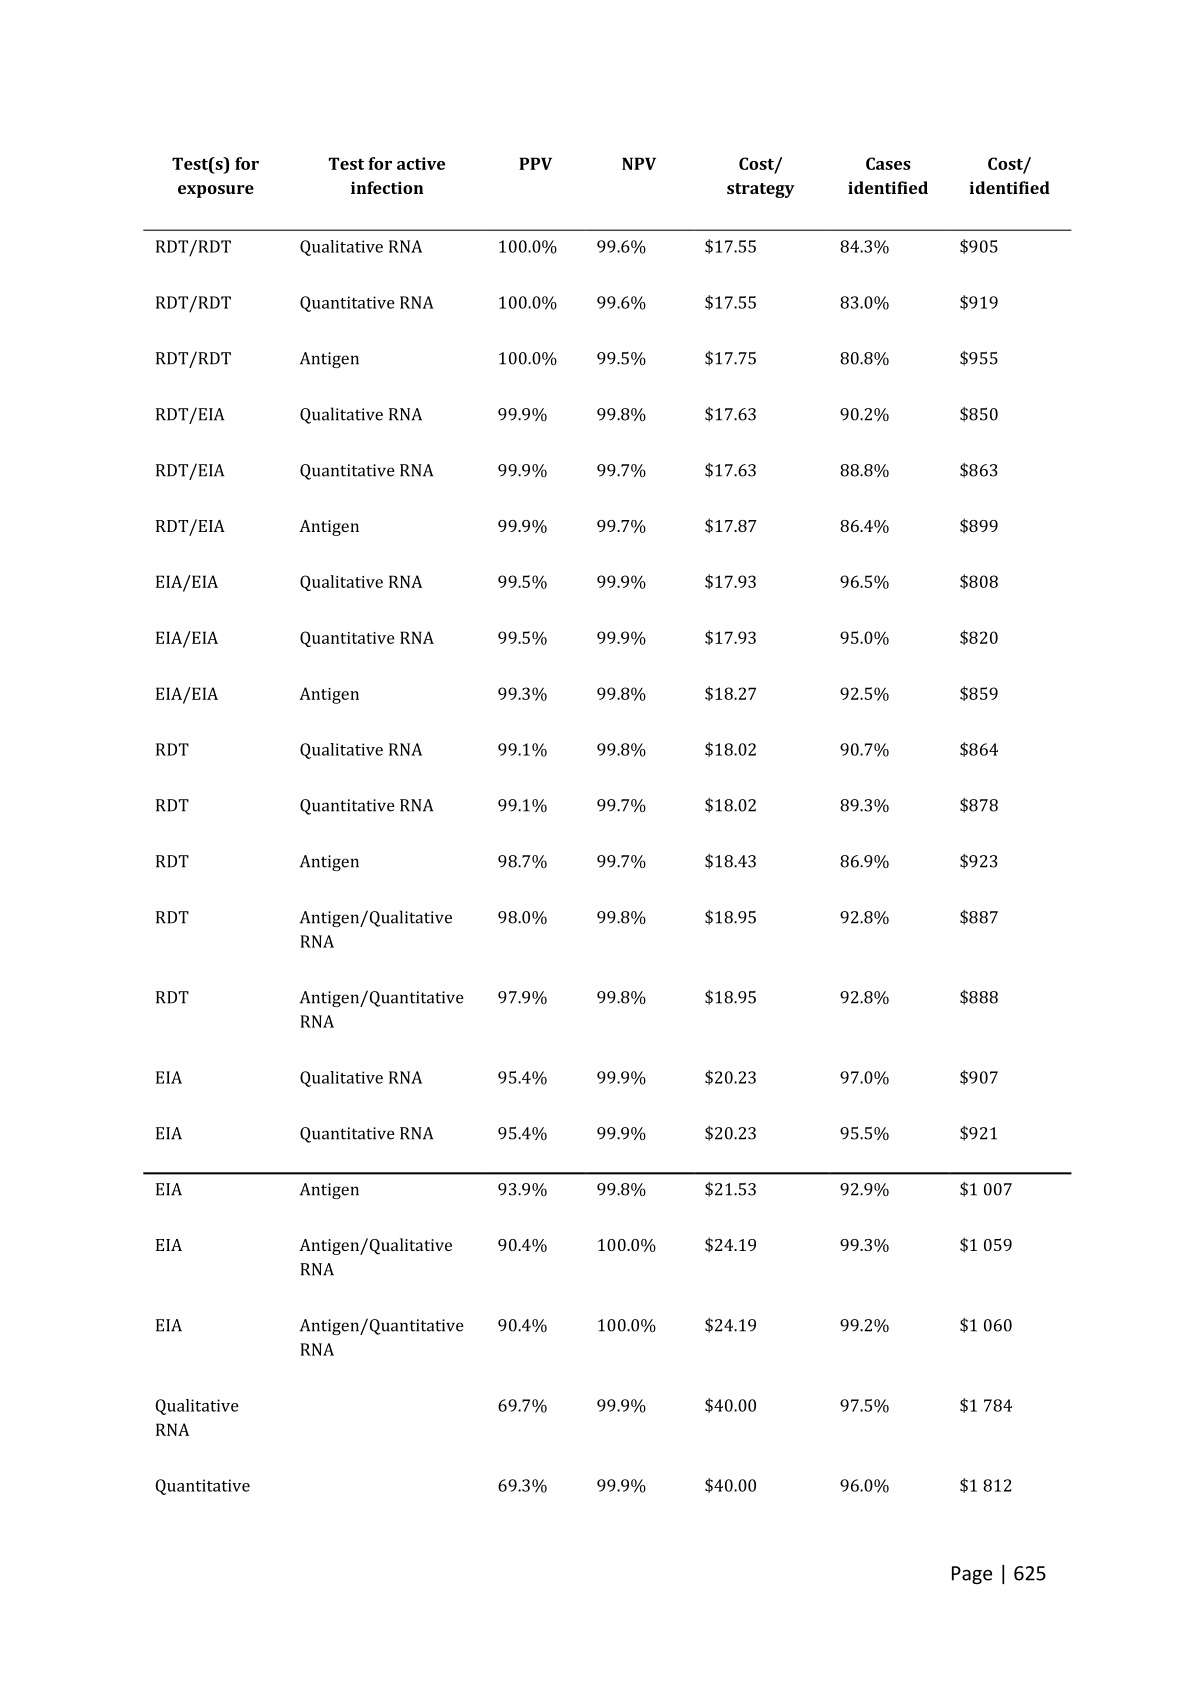 Test(s) for Test for active PPV NPV Cost/ Cases Cost/
exposure infection strategy identified identified
RDT/RDT Qualitative RNA 100.0% 99.6% $17.55 84.3% $905
RDT/RDT Quantitative RNA 100.0% 99.6% $17.55 83.0% $919
RDT/RDT Antigen 100.0% 99.5% $17.75 80.8% $955
RDT/EIA Qualitative RNA 99.9% 99.8% $17.63 90.2% $850
RDT/EIA Quantitative RNA 99.9% 99.7% $17.63 88.8% $863
RDT/EIA Antigen 99.9% 99.7% $17.87 86.4% $899
EIA/EIA Qualitative RNA 99.5% 99.9% $17.93 96.5% $808
EIA/EIA Quantitative RNA 99.5% 99.9% $17.93 95.0% $820
EIA/EIA Antigen 99.3% 99.8% $18.27 92.5% $859
RDT Qualitative RNA 99.1% 99.8% $18.02 90.7% $864
RDT Quantitative RNA 99.1% 99.7% $18.02 89.3% $878
RDT Antigen 98.7% 99.7% $18.43 86.9% $923
RDT Antigen/Qualitative 98.0% 99.8% $18.95 92.8% $887
RNA
RDT Antigen/Quantitative 97.9% 99.8% $18.95 92.8% $888
RNA
EIA Qualitative RNA 95.4% 99.9% $20.23 97.0% $907
EIA Quantitative RNA 95.4% 99.9% $20.23 95.5% $921
EIA Antigen 93.9% 99.8% $21.53 92.9% $1 007
EIA Antigen/Qualitative 90.4% 100.0% $24.19 99.3% $1 059
RNA
EIA Antigen/Quantitative 90.4% 100.0% $24.19 99.2% $1 060
RNA
Qualitative 69.7% 99.9% $40.00 97.5% $1 784
RNA
Quantitative 69.3% 99.9% $40.00 96.0% $1 812
Page | 625